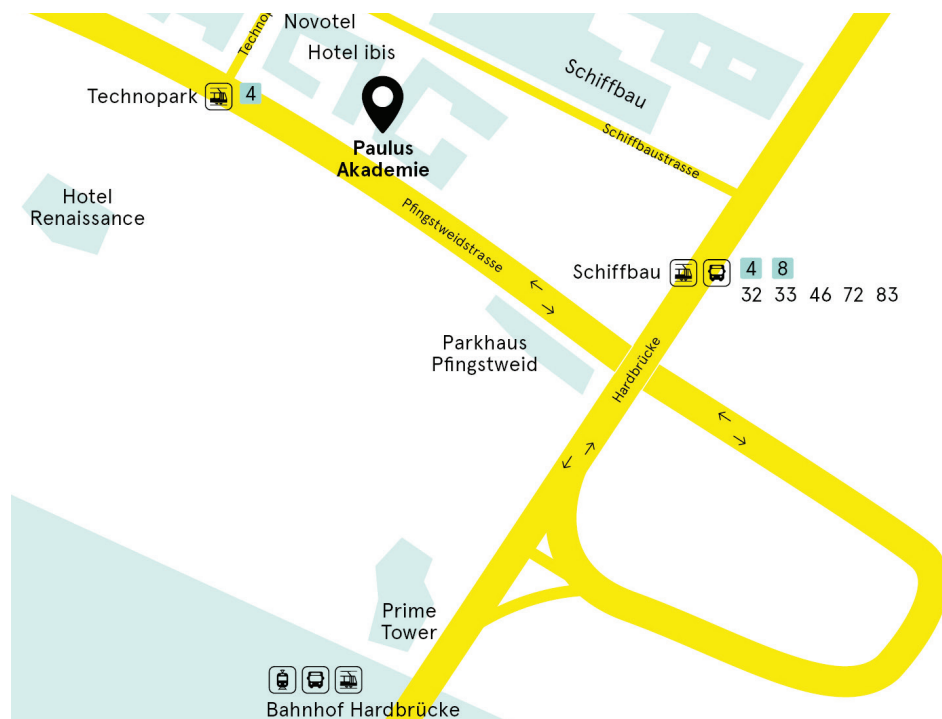 Novotel
Hotel ibis
Technopark 4
Paulus
Akademie
Schiffbau
Schiffbaustrasse
Hotel
Renaissance
Pfingstweidstrasse
Schiffbau 4 8
32 33 46 72 83
Parkhaus
Pfingstweid
Hardbrücke
Prime
Tower
Bahnhof Hardbrücke